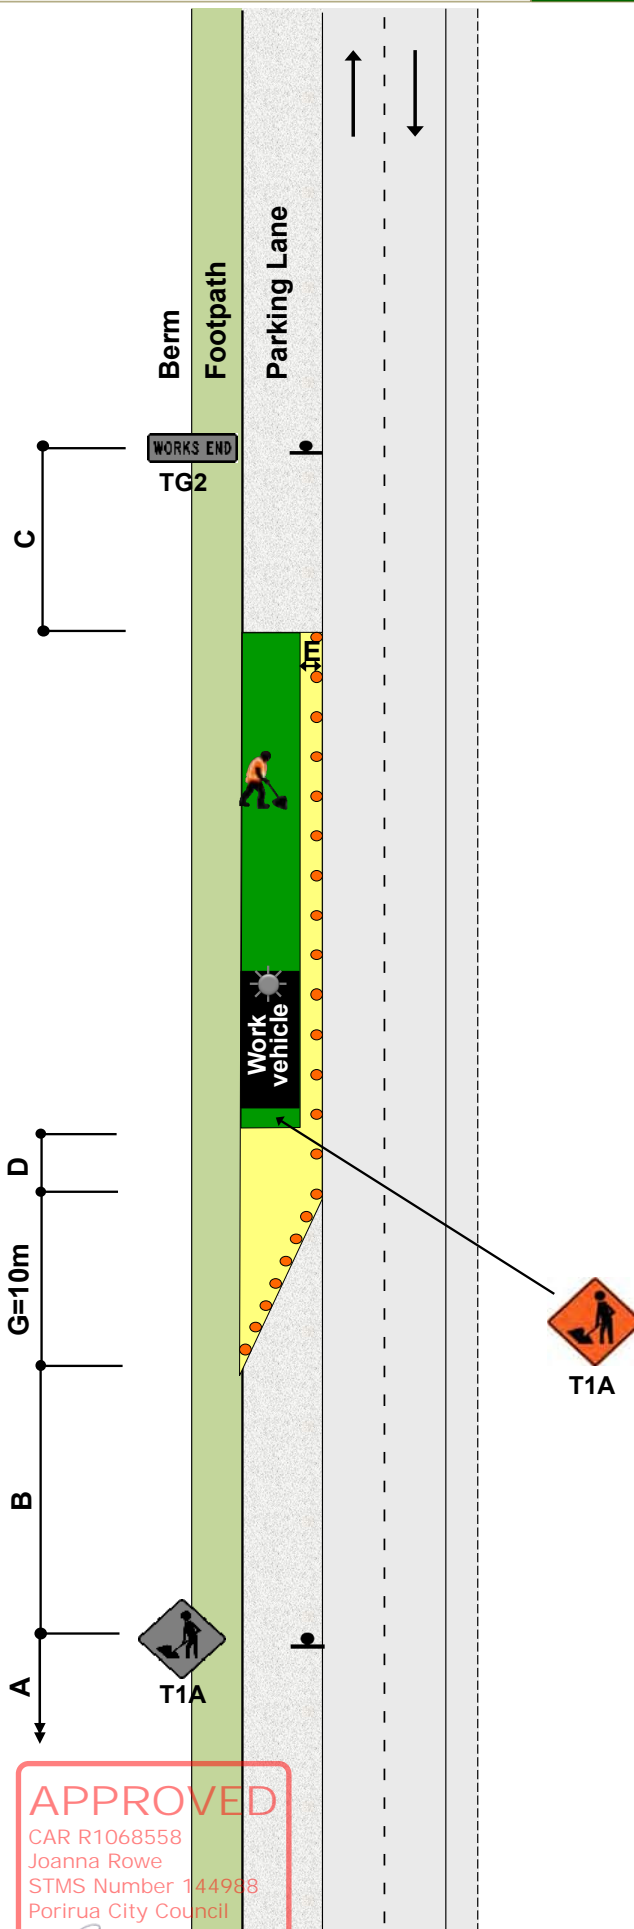 Berm
Footpath
Parking Lane
WORKS END
TG2
C
E
Work
vehicle
D
G=10m
T1A
B
T1A
A
APPROVED
CAR R1068558
Joanna Rowe
STMS Number 144988
Porirua City Council